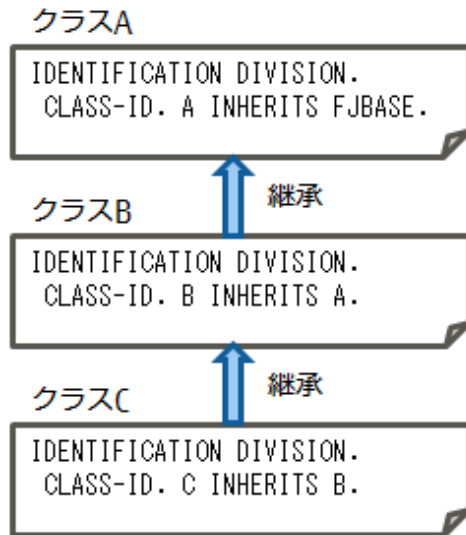 クラスA
IDENTIFICATION DIVISION.
CLASS-ID. A INHERITS FJBASE.
継承
クラスB
IDENTIFICATION DIVISION.
CLASS-ID. B INHERITS A.
継承
クラスC
IDENTIFICATION DIVISION.
CLASS-ID. C INHERITS B.